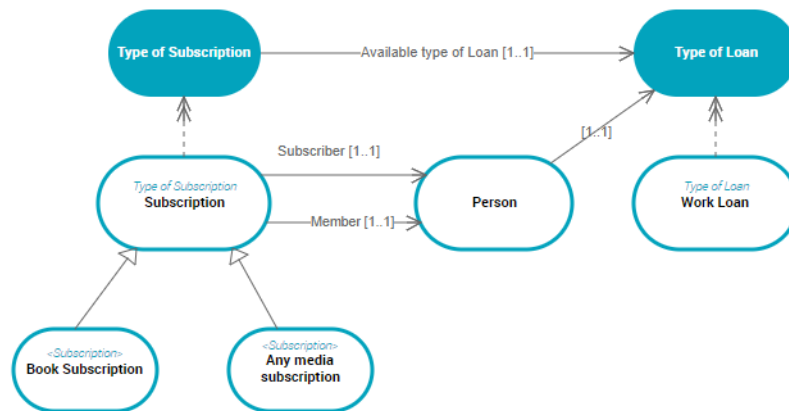 Type of Subscription
Available type of Loan [1..1]
Type of Loan
[1..1]
Subscriber [1..1]
Type of Subscription
Subscription
Person
Type of Loan
Work Loan
Member [1..1]
<Subscription>
Book Subscription
<Subscription>
Any media
subscription